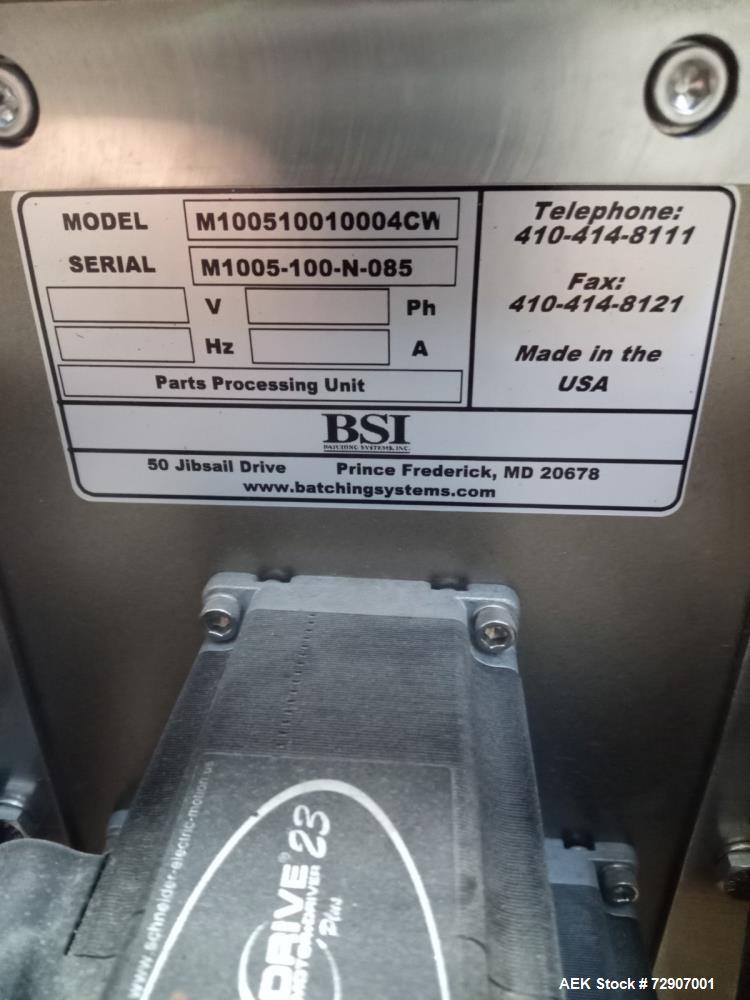 MODEL M100510010004CW
SERIAL M1005-100-N-085
V Ph
Hz A
Parts Processing Unit
Telephone:
410-414-8111
Fax:
410-414-8121
Made in the
USA
BSI
BATCHING SYSTEMS, INC.
50 Jibsail Drive Prince Frederick, MD 20678
www.batchingsystems.com
www.schneider-electric-motion.us
DRIVE® 23
Plus
AEK Stock # 72907001